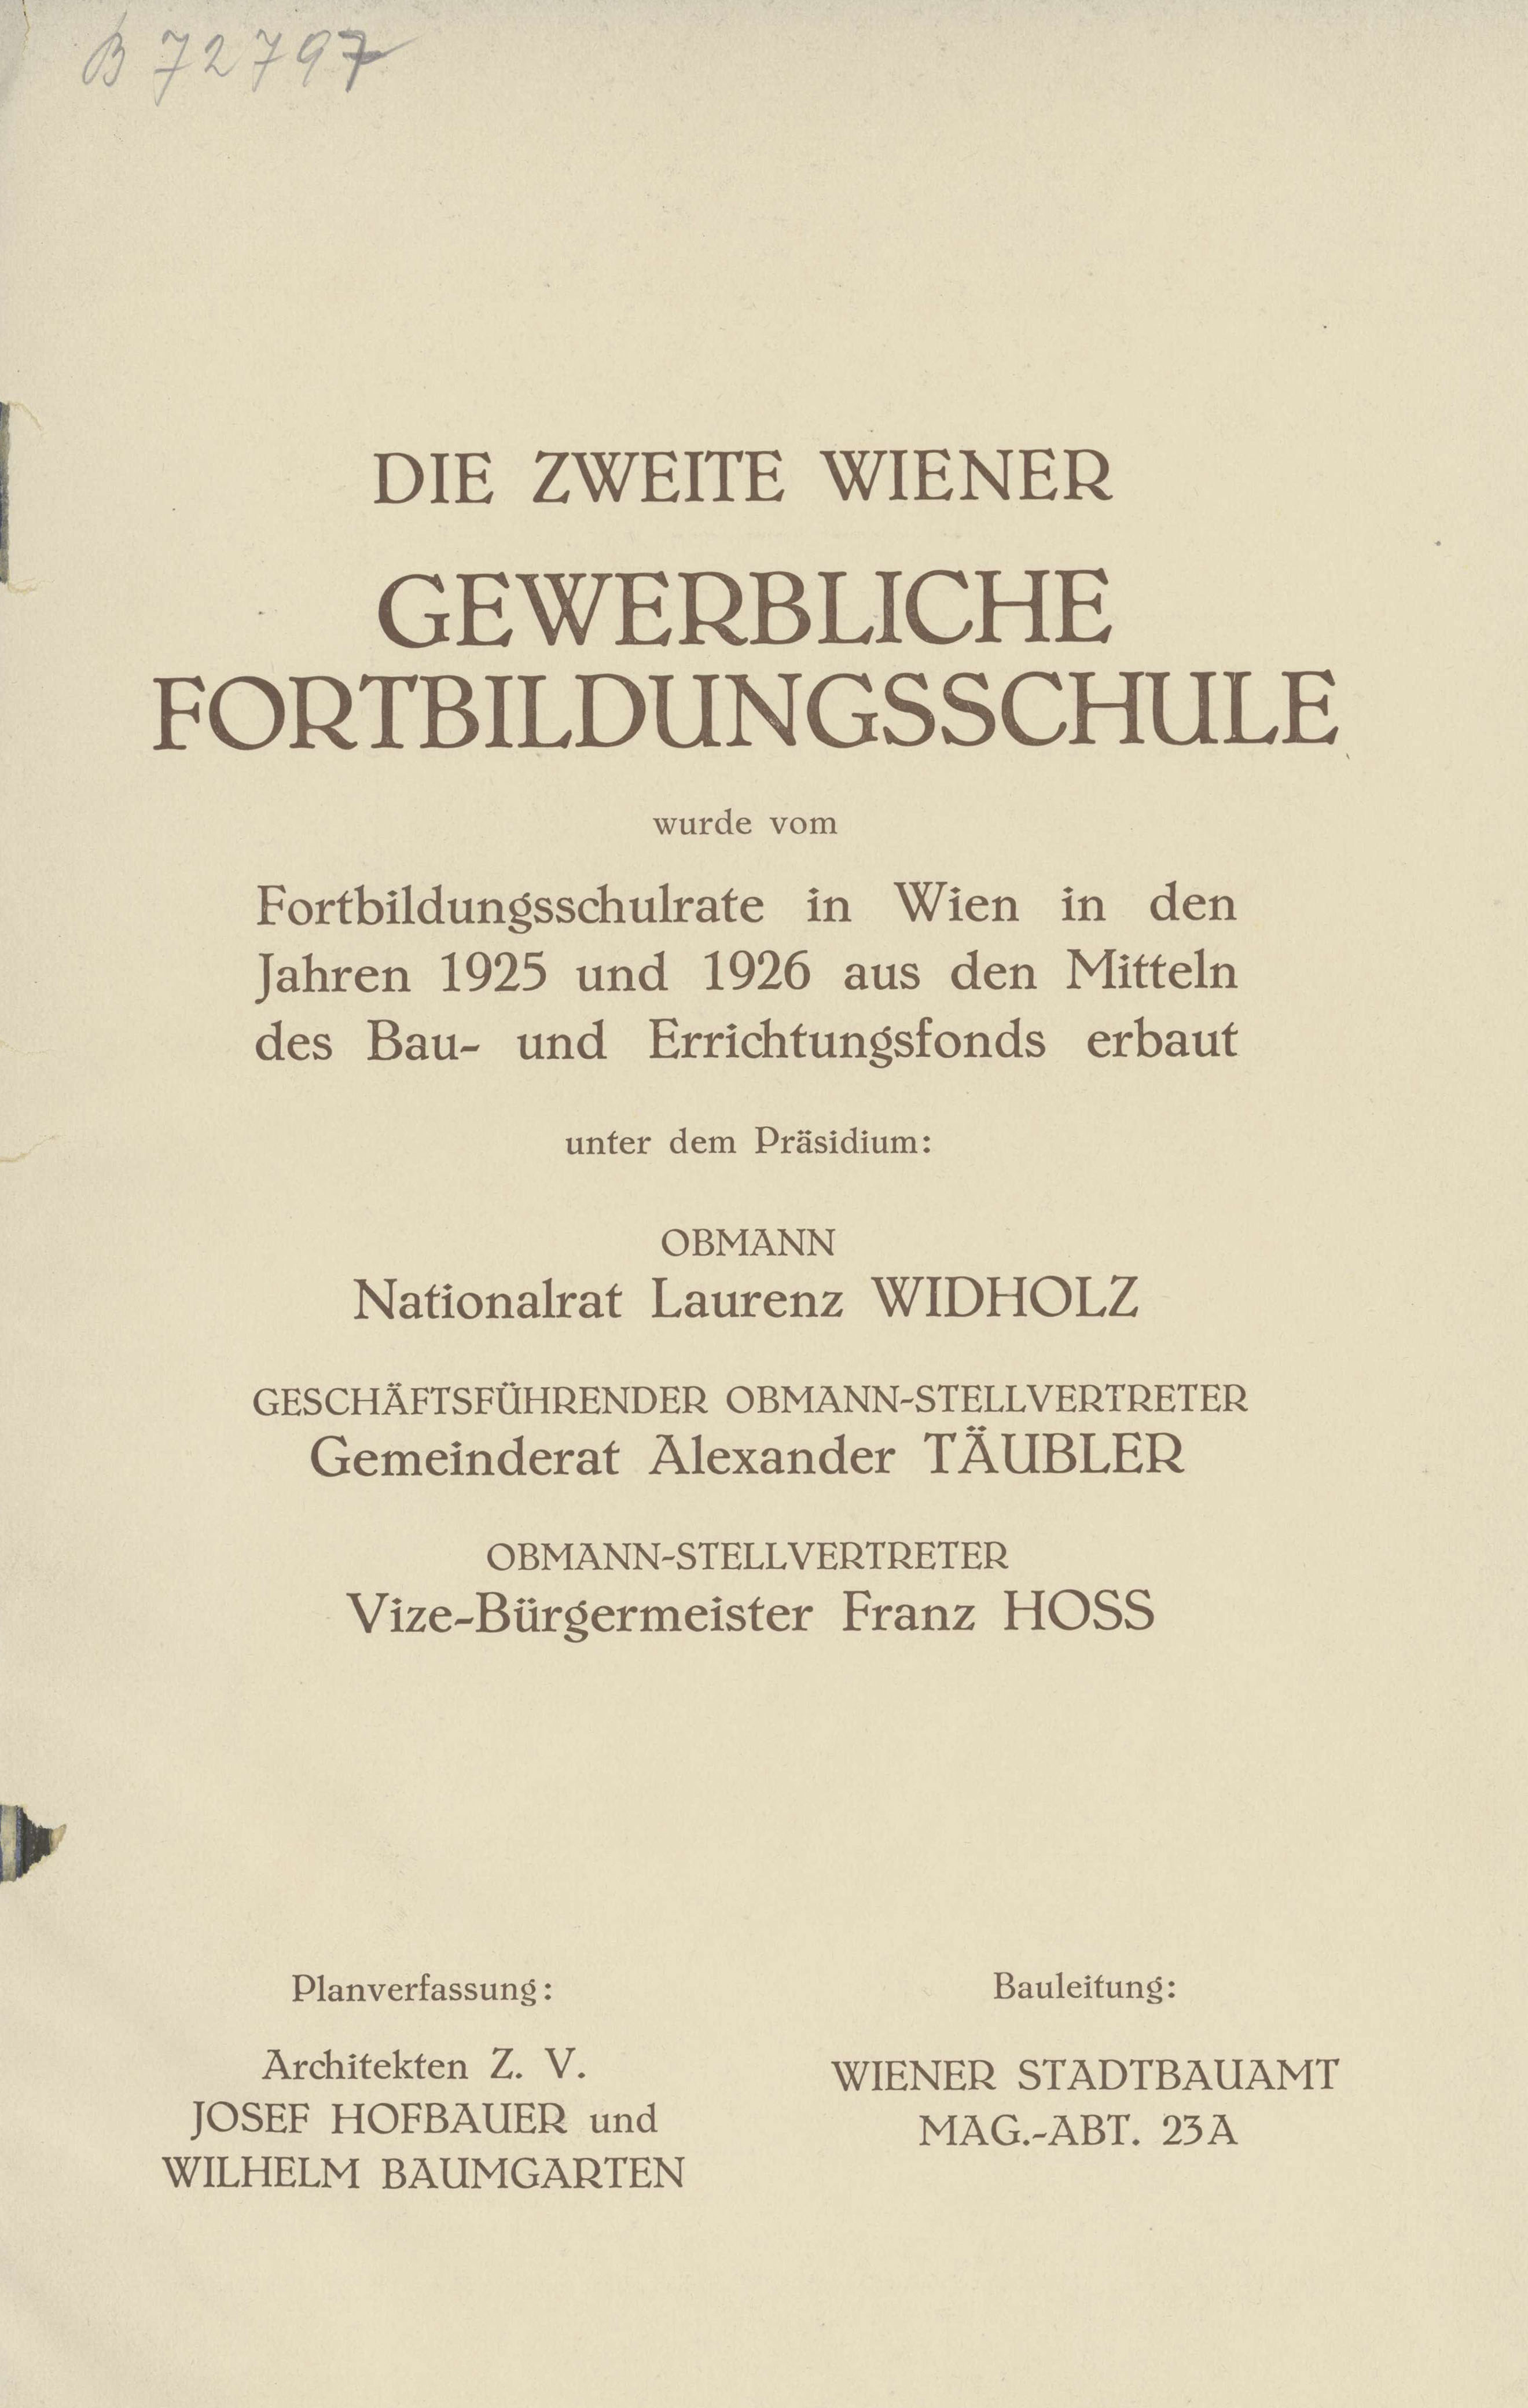 B 72797
DIE ZWEITE WIENER
GEWERBLICHE
FORTBILDUNGSSCHULE
wurde vom
Fortbildungsschulrate in Wien in den
Jahren 1925 und 1926 aus den Mitteln
des Bau- und Errichtungsfonds erbaut
unter dem Präsidium:
OBMANN
Nationalrat Laurenz WIDHOLZ
GESCHÄFTSFÜHRENDER OBMANN-STELLVERTRETER
Gemeinderat Alexander TÄUBLER
OBMANN-STELLVERTRETER
Vize-Bürgermeister Franz HOSS
Planverfassung:
Architekten Z. V.
JOSEF HOFBAUER und
WILHELM BAUMGARTEN
Bauleitung:
WIENER STADTBAUAMT
MAG.-ABT. 23A